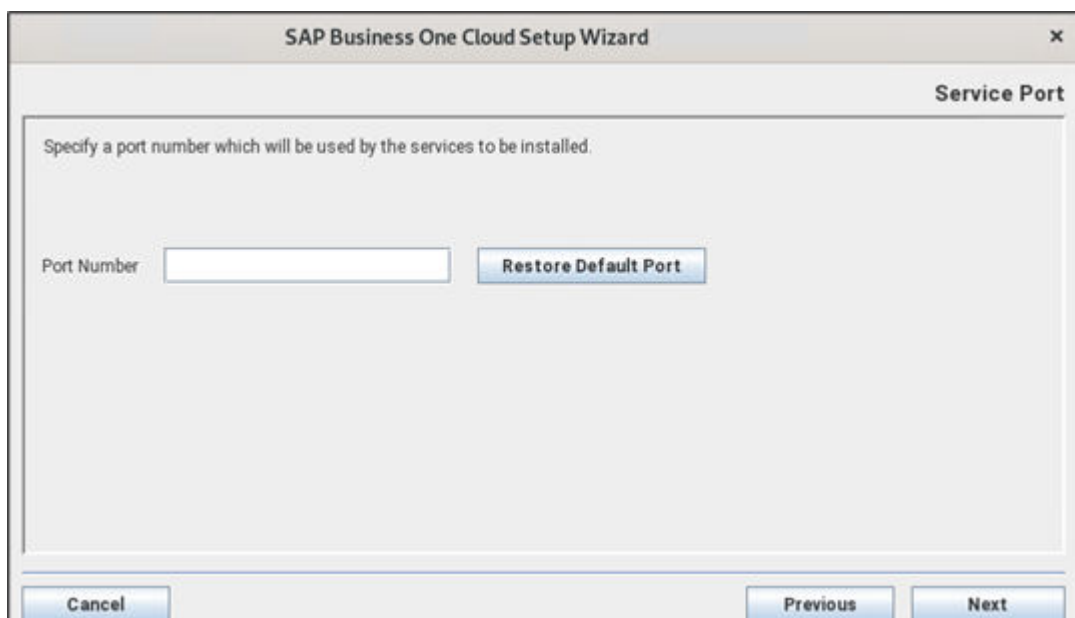 SAP Business One Cloud Setup Wizard ×
Service Port
Specify a port number which will be used by the services to be installed.
Port Number Restore Default Port
Cancel Previous Next